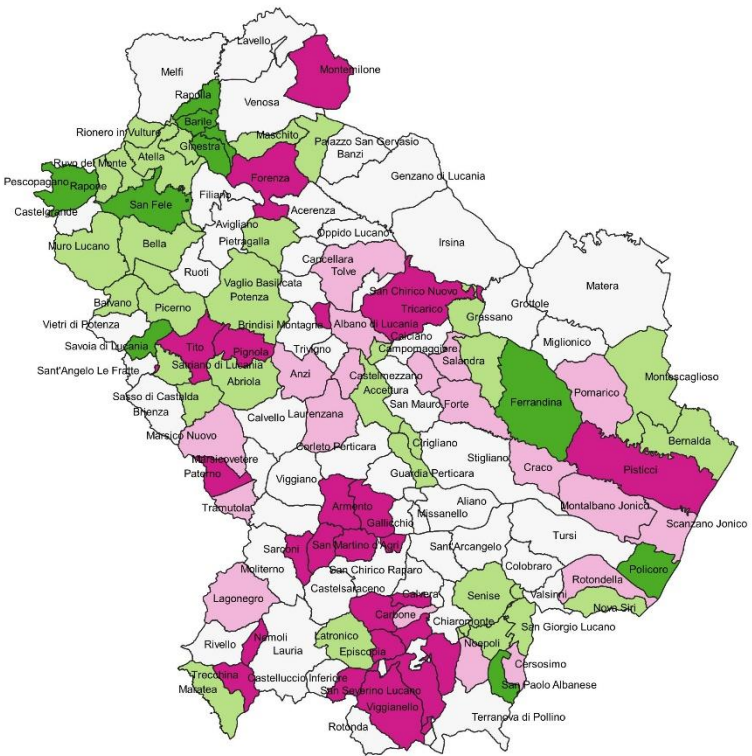 Lavello
Melfi
Montemilone
Rapolla
Venosa
Barile
Rionero in Vulture
Ginestra
Maschito
Palazzo San Gervasio
Banzi
Ruvo del Monte
Atella
Genzano di Lucania
Pescopagano
Rapone
Forenza
San Fele
Filiano
Acerenza
Castelgrande
Avigliano
Oppido Lucano
Muro Lucano
Bella
Pietragalla
Irsina
Ruoti
Cancellara
Tolve
Vaglio Basilicata
Potenza
Matera
San Chirico Nuovo
Balvano
Picerno
Tricarico
Grottole
Grassano
Vietri di Potenza
Brindisi Montagna
Albano di Lucania
Savoia di Lucania
Tito
Pignola
Trivigno
Calciano
Campomaggiore
Miglionico
Sant'Angelo Le Fratte
Satriano di Lucania
Anzi
Castelmezzano
Salandra
Abriola
Accettura
Montescaglioso
Sasso di Castalda
Brienza
San Mauro
Forte
Ferrandina
Pomarico
Calvello
Laurenzana
Marsico Nuovo
Corleto Perticara
Cirigliano
Bernalda
Marsicovetere
Paterno
Stigliano
Pisticci
Guardia Perticara
Craco
Viggiano
Tramutola
Aliano
Montalbano Jonico
Armento
Missanello
Gallicchio
Scanzano Jonico
Sarconi
San Martino d'Agri
Sant'Arcangelo
Tursi
Moliterno
San Chirico Raparo
Colobraro
Policoro
Castelsaraceno
Calvera
Senise
Valsinni
Rotondella
Lagonegro
Carbone
Nova Siri
Chiaromonte
San Giorgio Lucano
Rivello
Nemoli
Lauria
Latronico
Episcopia
Noepoli
Cersosimo
Trecchina
Maratea
Castelluccio Inferiore
San Severino Lucano
San Paolo Albanese
Viggianello
Rotonda
Terranova di Pollino